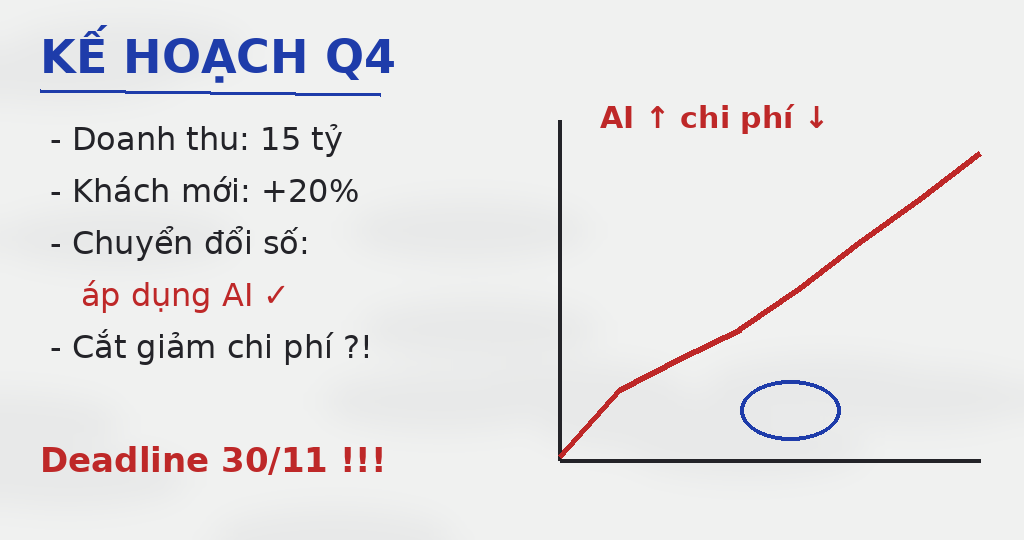 KẾ HOẠCH Q4
- Doanh thu: 15 tỷ
- Khách mới: +20%
- Chuyển đổi số:
áp dụng AI ✓
- Cắt giảm chi phí ?!
Deadline 30/11 !!!
AI ↑ chi phí ↓